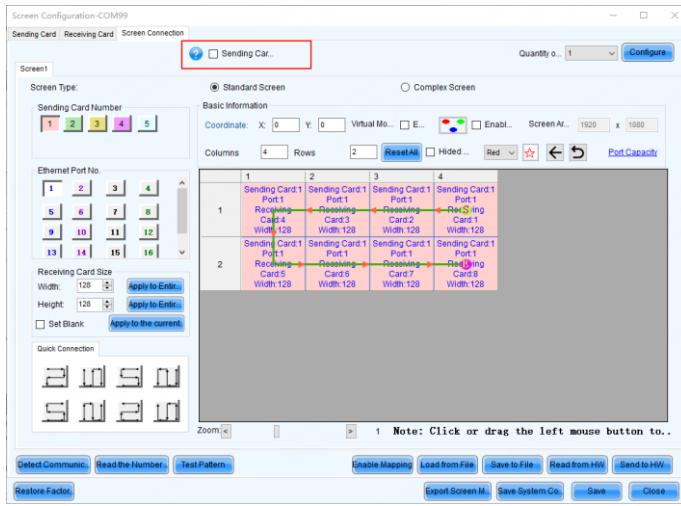 Screen Configuration-COM99
Sending Card Receiving Card Screen Connection
Sending Car...
Quantity o... 1 Configure
Screen1
Screen Type: Standard Screen Complex Screen
Sending Card Number
1 2 3 4 5
Basic Information
Coordinate: X: 0 Y: 0 Virtual Mo... E... Enabl... Screen Ar... 1920 x 1080
Columns 4 Rows 2 Reset All Hided ... Red Port Capacity
Ethernet Port No.
1 2 3 4
5 6 7 8
9 10 11 12
13 14 15 16
1 2 3 4
Sending Card:1 Sending Card:1 Sending Card:1 Sending Card:1
Port:1 Port:1 Port:1 Port:1
1 Receiving Receiving Receiving Receiving
Card:4 Card:3 Card:2 Card:1
Width:128 Width:128 Width:128 Width:128
Sending Card:1 Sending Card:1 Sending Card:1 Sending Card:1
Port:1 Port:1 Port:1 Port:1
2 Receiving Receiving Receiving Receiving
Card:5 Card:6 Card:7 Card:8
Width:128 Width:128 Width:128 Width:128
Receiving Card Size
Width: 128 Apply to Entir...
Height: 128 Apply to Entir...
Set Blank Apply to the current.
Quick Connection
Zoom: < > 1 Note: Click or drag the left mouse button to..
Detect Communic.. Read the Number.. Test Pattern Enable Mapping Load from File Save to File Read from HW Send to HW
Restore Factor.. Export Screen M.. Save System Co.. Save Close